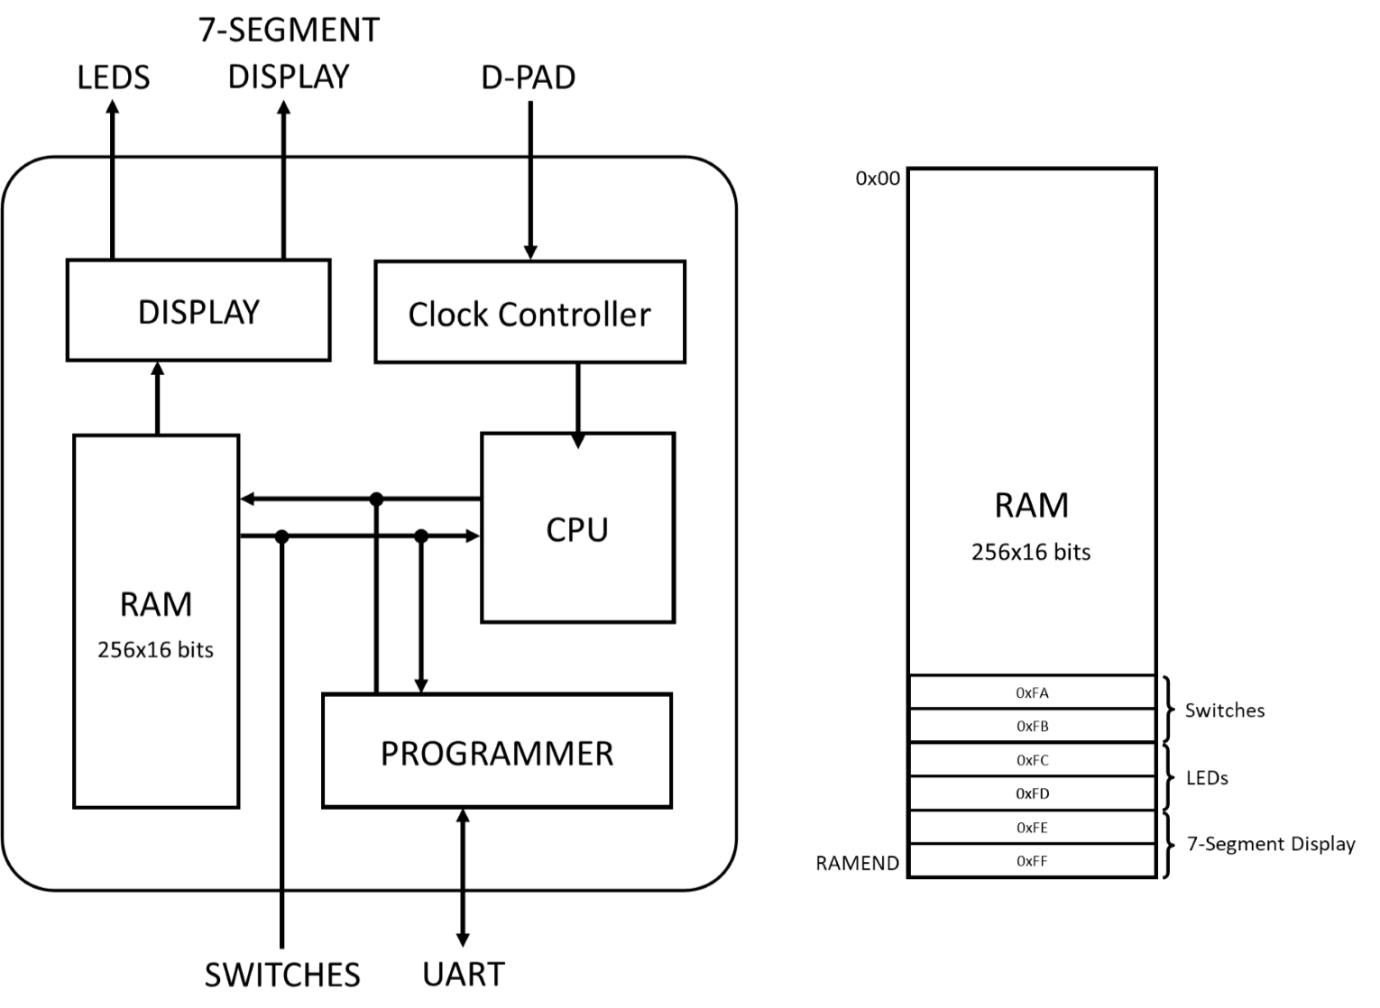 7-SEGMENT
LEDS DISPLAY D-PAD
DISPLAY
Clock Controller
RAM
256x16 bits
CPU
PROGRAMMER
SWITCHES UART
0x00
RAM
256x16 bits
0xFA
0xFB
Switches
0xFC
0xFD
LEDs
0xFE
0xFF
7-Segment Display
RAMEND